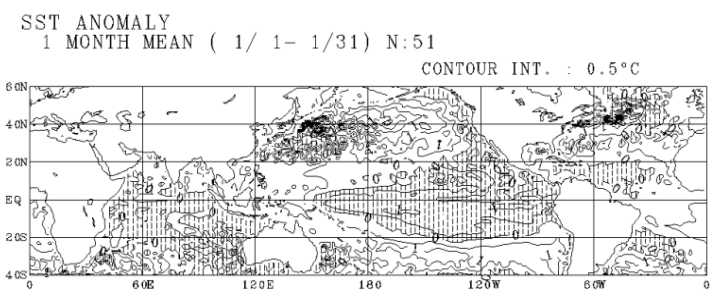 SST ANOMALY
1 MONTH MEAN ( 1/ 1- 1/31) N:51
CONTOUR INT. : 0.5°C
60N
40N
20N
EQ
20S
40S
0 60E 120E 180 120W 60W 0